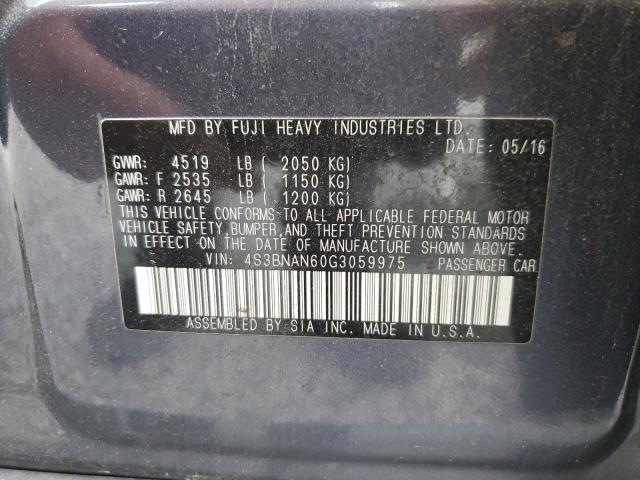 MFD BY FUJI HEAVY INDUSTRIES LTD.
DATE: 05/16
GVWR: 4519 LB ( 2050 KG)
GAWR: F 2535 LB ( 1150 KG)
GAWR: R 2645 LB ( 1200 KG)
THIS VEHICLE CONFORMS TO ALL APPLICABLE FEDERAL MOTOR
VEHICLE SAFETY, BUMPER, AND THEFT PREVENTION STANDARDS
IN EFFECT ON THE DATE OF MANUFACTURE SHOWN ABOVE.
VIN: 4S3BNAN60G3059975 PASSENGER CAR
ASSEMBLED BY SIA INC. MADE IN U.S.A.